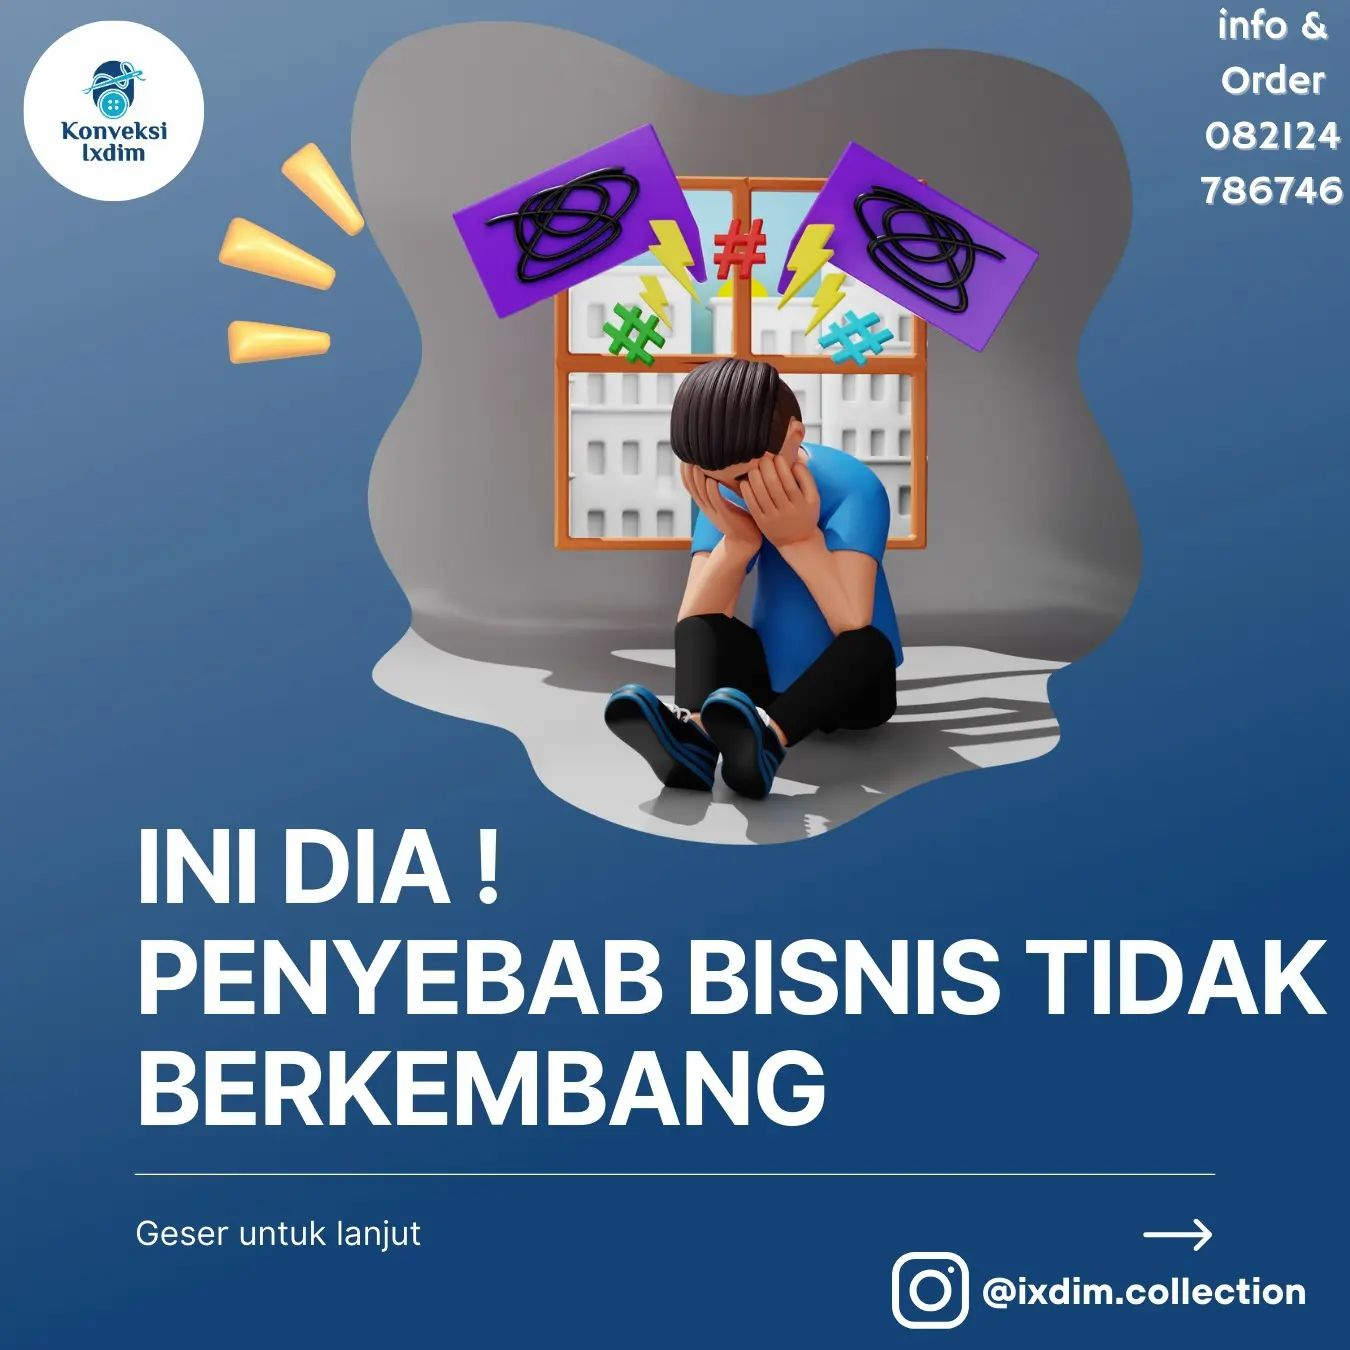 Konveksi
Ixdim
info &
Order
082124
786746
INI DIA !
PENYEBAB BISNIS TIDAK
BERKEMBANG
Geser untuk lanjut
@ixdim.collection